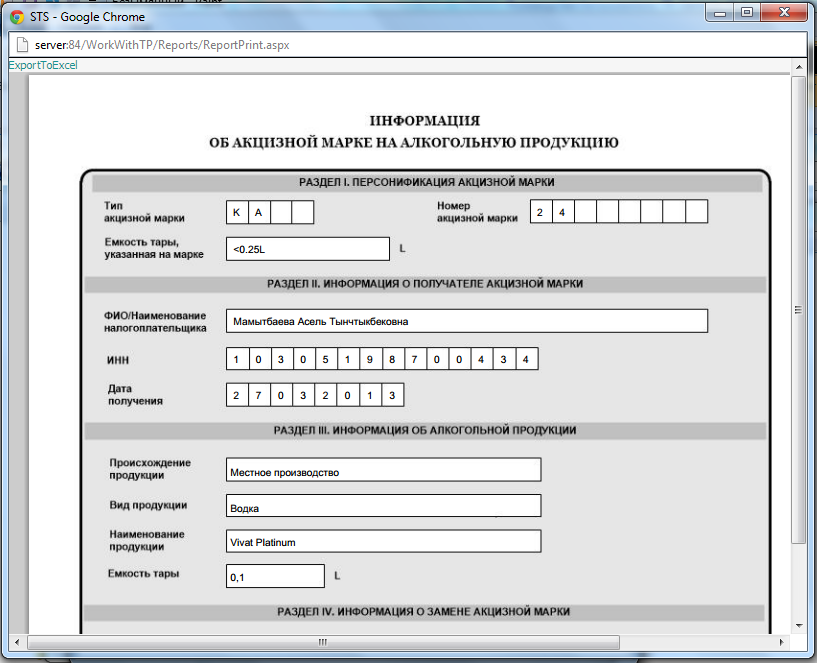 STS - Google Chrome
server:84/WorkWithTP/Reports/ReportPrint.aspx
ExportToExcel
ИНФОРМАЦИЯ
ОБ АКЦИЗНОЙ МАРКЕ НА АЛКОГОЛЬНУЮ ПРОДУКЦИЮ
РАЗДЕЛ I. ПЕРСОНИФИКАЦИЯ АКЦИЗНОЙ МАРКИ
Тип
акцизной марки
К А
Номер
акцизной марки
2 4
Емкость тары,
указанная на марке
<0.25L
L
РАЗДЕЛ II. ИНФОРМАЦИЯ О ПОЛУЧАТЕЛЕ АКЦИЗНОЙ МАРКИ
ФИО/Наименование
налогоплательщика
Мамытбаева Асель Тынчтыкбековна
ИНН
1 0 3 0 5 1 9 8 7 0 0 4 3 4
Дата
получения
2 7 0 3 2 0 1 3
РАЗДЕЛ III. ИНФОРМАЦИЯ ОБ АЛКОГОЛЬНОЙ ПРОДУКЦИИ
Происхождение
продукции
Местное производство
Вид продукции
Водка
Наименование
продукции
Vivat Platinum
Емкость тары
0,1
L
РАЗДЕЛ IV. ИНФОРМАЦИЯ О ЗАМЕНЕ АКЦИЗНОЙ МАРКИ